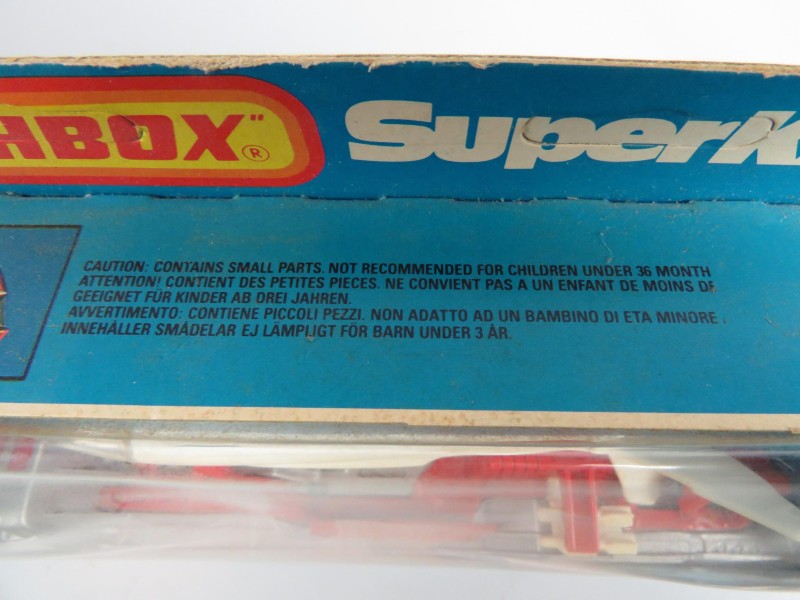 HBOX" ® SuperK
CAUTION: CONTAINS SMALL PARTS. NOT RECOMMENDED FOR CHILDREN UNDER 36 MONTH
ATTENTION! CONTIENT DES PETITES PIECES. NE CONVIENT PAS A UN ENFANT DE MOINS DE
GEEIGNET FÜR KINDER AB DREI JAHREN.
AVVERTIMENTO: CONTIENE PICCOLI PEZZI. NON ADATTO AD UN BAMBINO DI ETA MINORE
INNEHÅLLER SMÅDELAR EJ LÄMPLIGT FÖR BARN UNDER 3 ÅR.